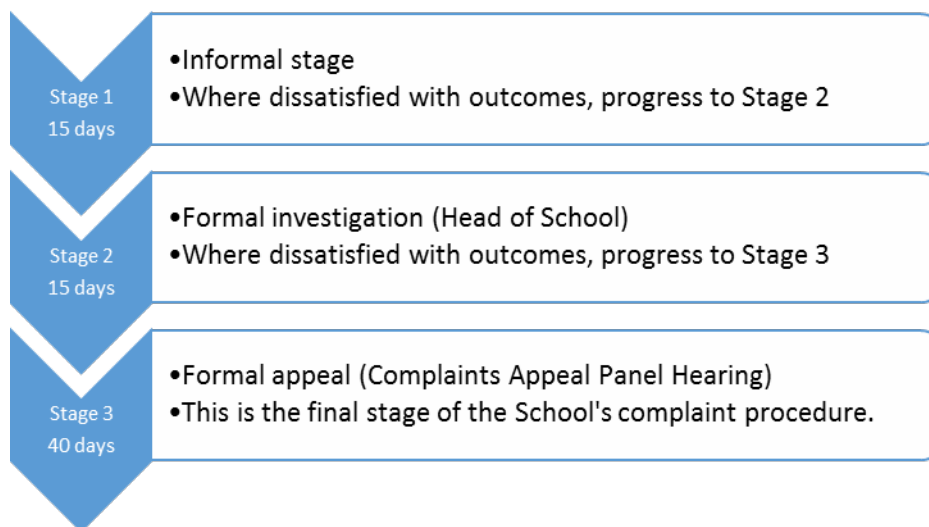 Stage 1
15 days
•Informal stage
•Where dissatisfied with outcomes, progress to Stage 2
Stage 2
15 days
•Formal investigation (Head of School)
•Where dissatisfied with outcomes, progress to Stage 3
Stage 3
40 days
•Formal appeal (Complaints Appeal Panel Hearing)
•This is the final stage of the School's complaint procedure.